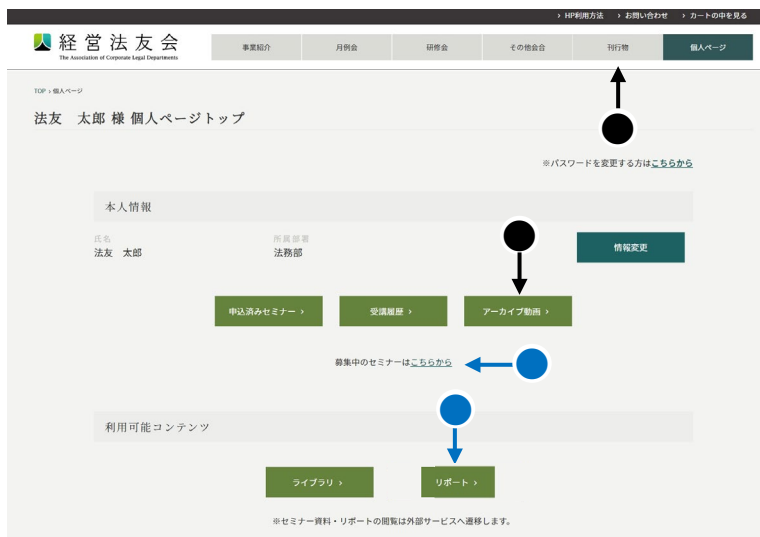 › HP利用方法 › お問い合わせ › カートの中を見る
経営法友会
The Association of Corporate Legal Departments
事業紹介 月例会 研修会 その他会合 刊行物 個人ページ
TOP › 個人ページ
法友 太郎 様 個人ページトップ
※パスワードを変更する方はこちらから
本人情報
氏名 所属部署
法友 太郎 法務部 情報変更
申込済みセミナー › 受講履歴 › アーカイブ動画 ›
募集中のセミナーはこちらから
利用可能コンテンツ
ライブラリ › リポート ›
※セミナー資料・リポートの閲覧は外部サービスへ遷移します。